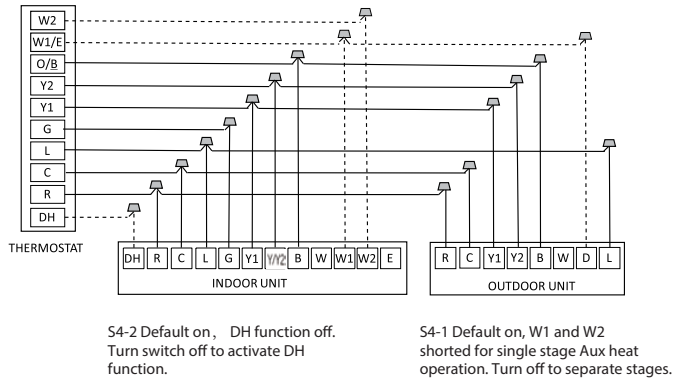 W2
W1/E
O/B
Y2
Y1
G
L
C
R
DH
THERMOSTAT
DH R C L G Y1 Y/Y2 B W W1 W2 E
INDOOR UNIT
R C Y1 Y2 B W D L
OUTDOOR UNIT
S4-2 Default on， DH function off.
Turn switch off to activate DH
function.
S4-1 Default on, W1 and W2
shorted for single stage Aux heat
operation. Turn off to separate stages.